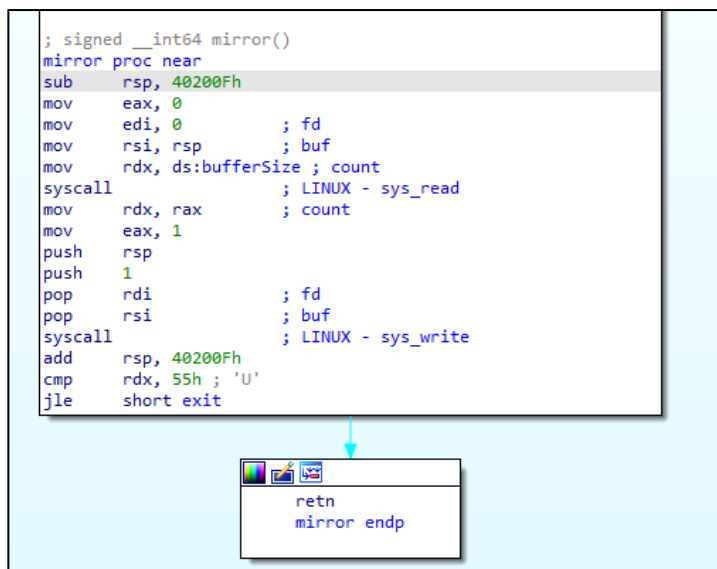 ; signed __int64 mirror()
mirror proc near
sub rsp, 40200Fh
mov eax, 0
mov edi, 0 ; fd
mov rsi, rsp ; buf
mov rdx, ds:bufferSize ; count
syscall ; LINUX - sys_read
mov rdx, rax ; count
mov eax, 1
push rsp
push 1
pop rdi ; fd
pop rsi ; buf
syscall ; LINUX - sys_write
add rsp, 40200Fh
cmp rdx, 55h ; 'U'
jle short exit
retn
mirror endp